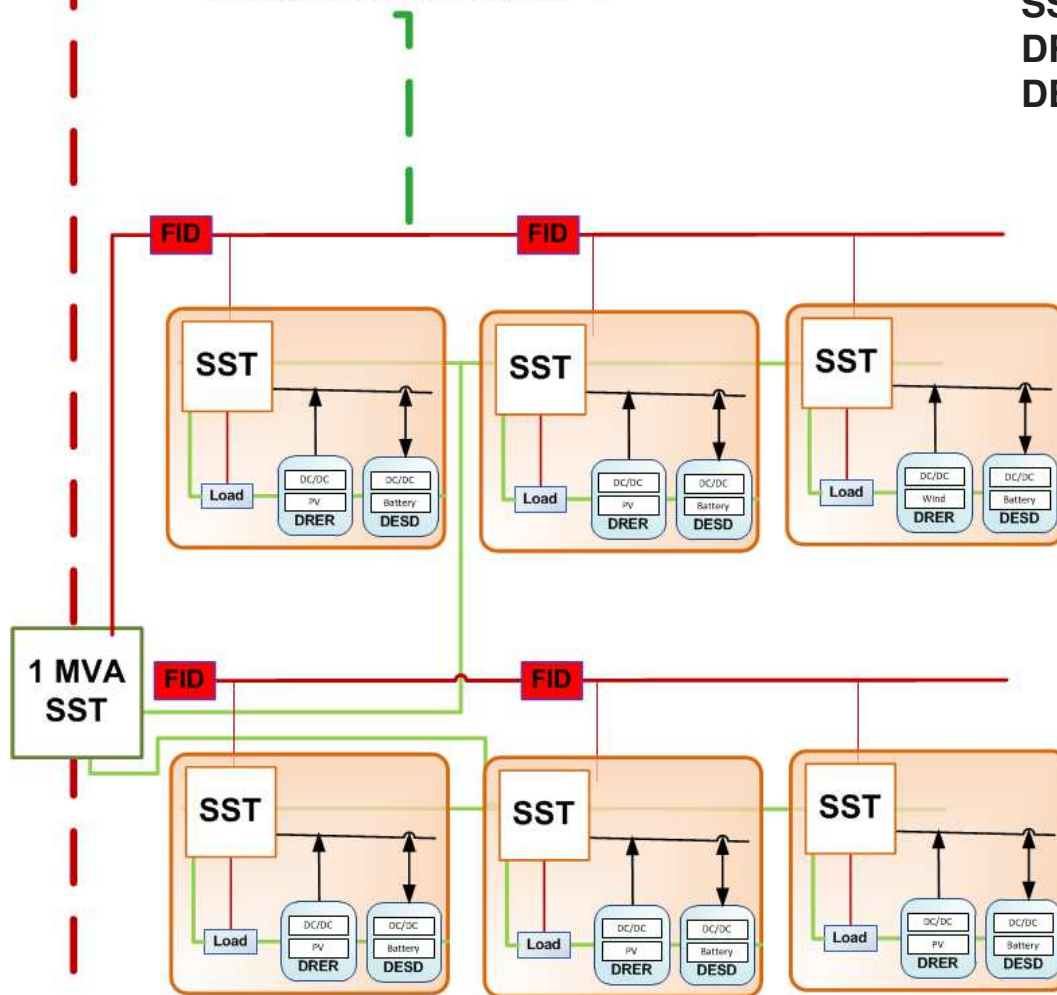 FID
FID
SST
SST
SST
DC/DC
DC/DC
DC/DC
DC/DC
DC/DC
DC/DC
Load
PV
Battery
Load
PV
Battery
Load
Wind
Battery
DRER
DESD
DRER
DESD
DRER
DESD
1 MVA
SST
FID
FID
SST
SST
SST
DC/DC
DC/DC
DC/DC
DC/DC
DC/DC
DC/DC
Load
PV
Battery
Load
PV
Battery
Load
PV
Battery
DRER
DESD
DRER
DESD
DRER
DESD